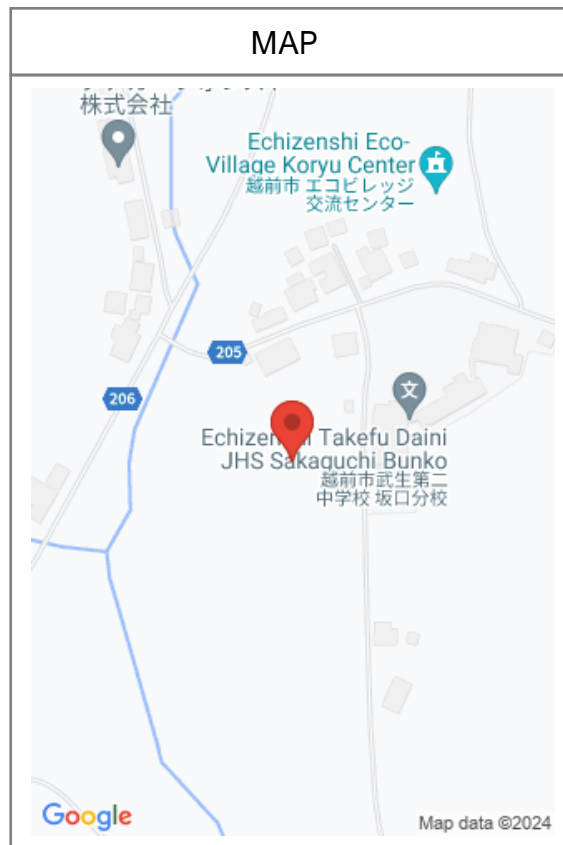 MAP
株式会社
Echizenshi Eco-
Village Koryu Center
越前市 エコビレッジ
交流センター
205
206
文
Takefu Daini
JHS Sakaguchi Bunko
越前市武生第二
中学校 坂口分校
Google
Map data ©2024